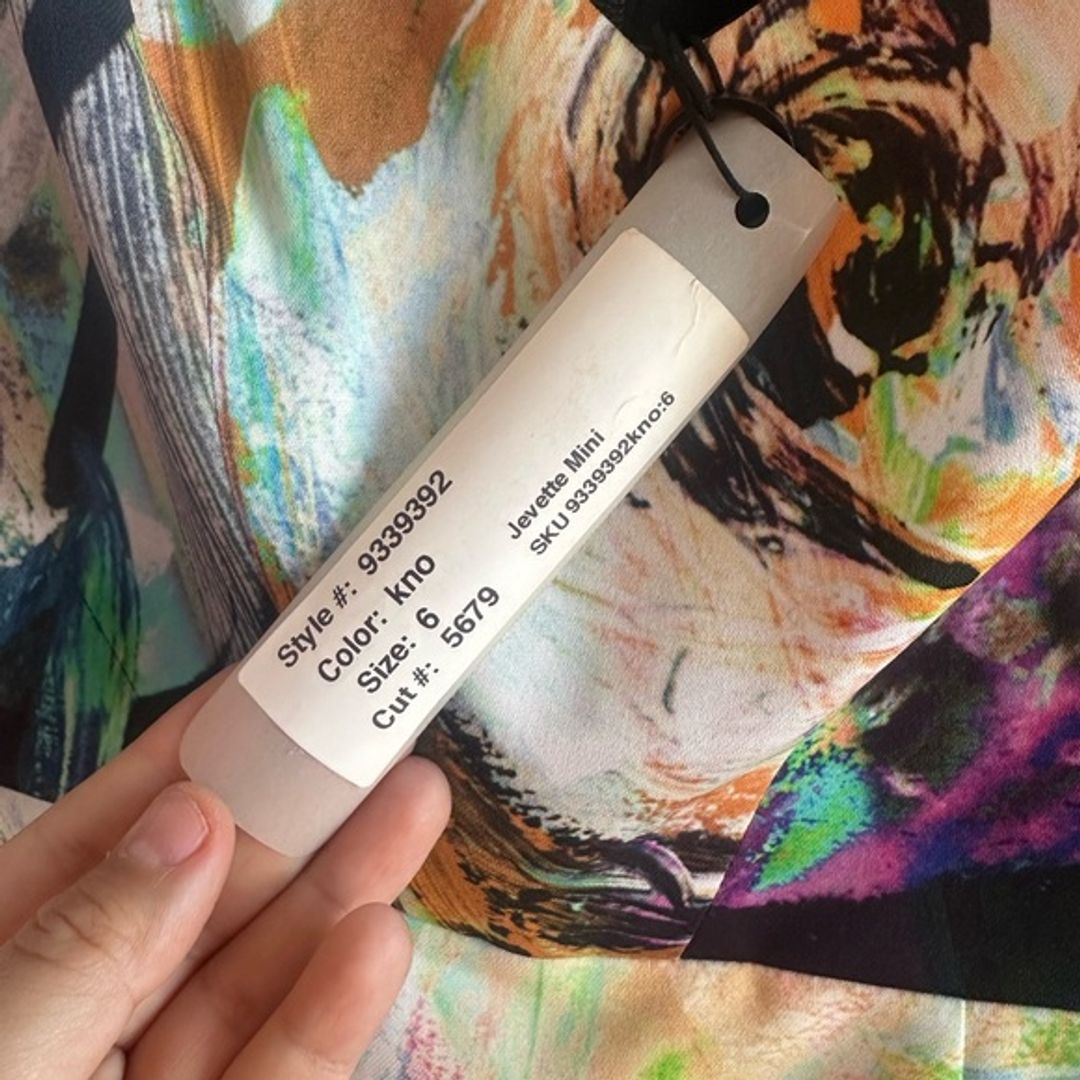 Style #: 9339392
Color: kno
Size: 6
Cut #: 5679
Jevette Mini
SKU 9339392kno:6